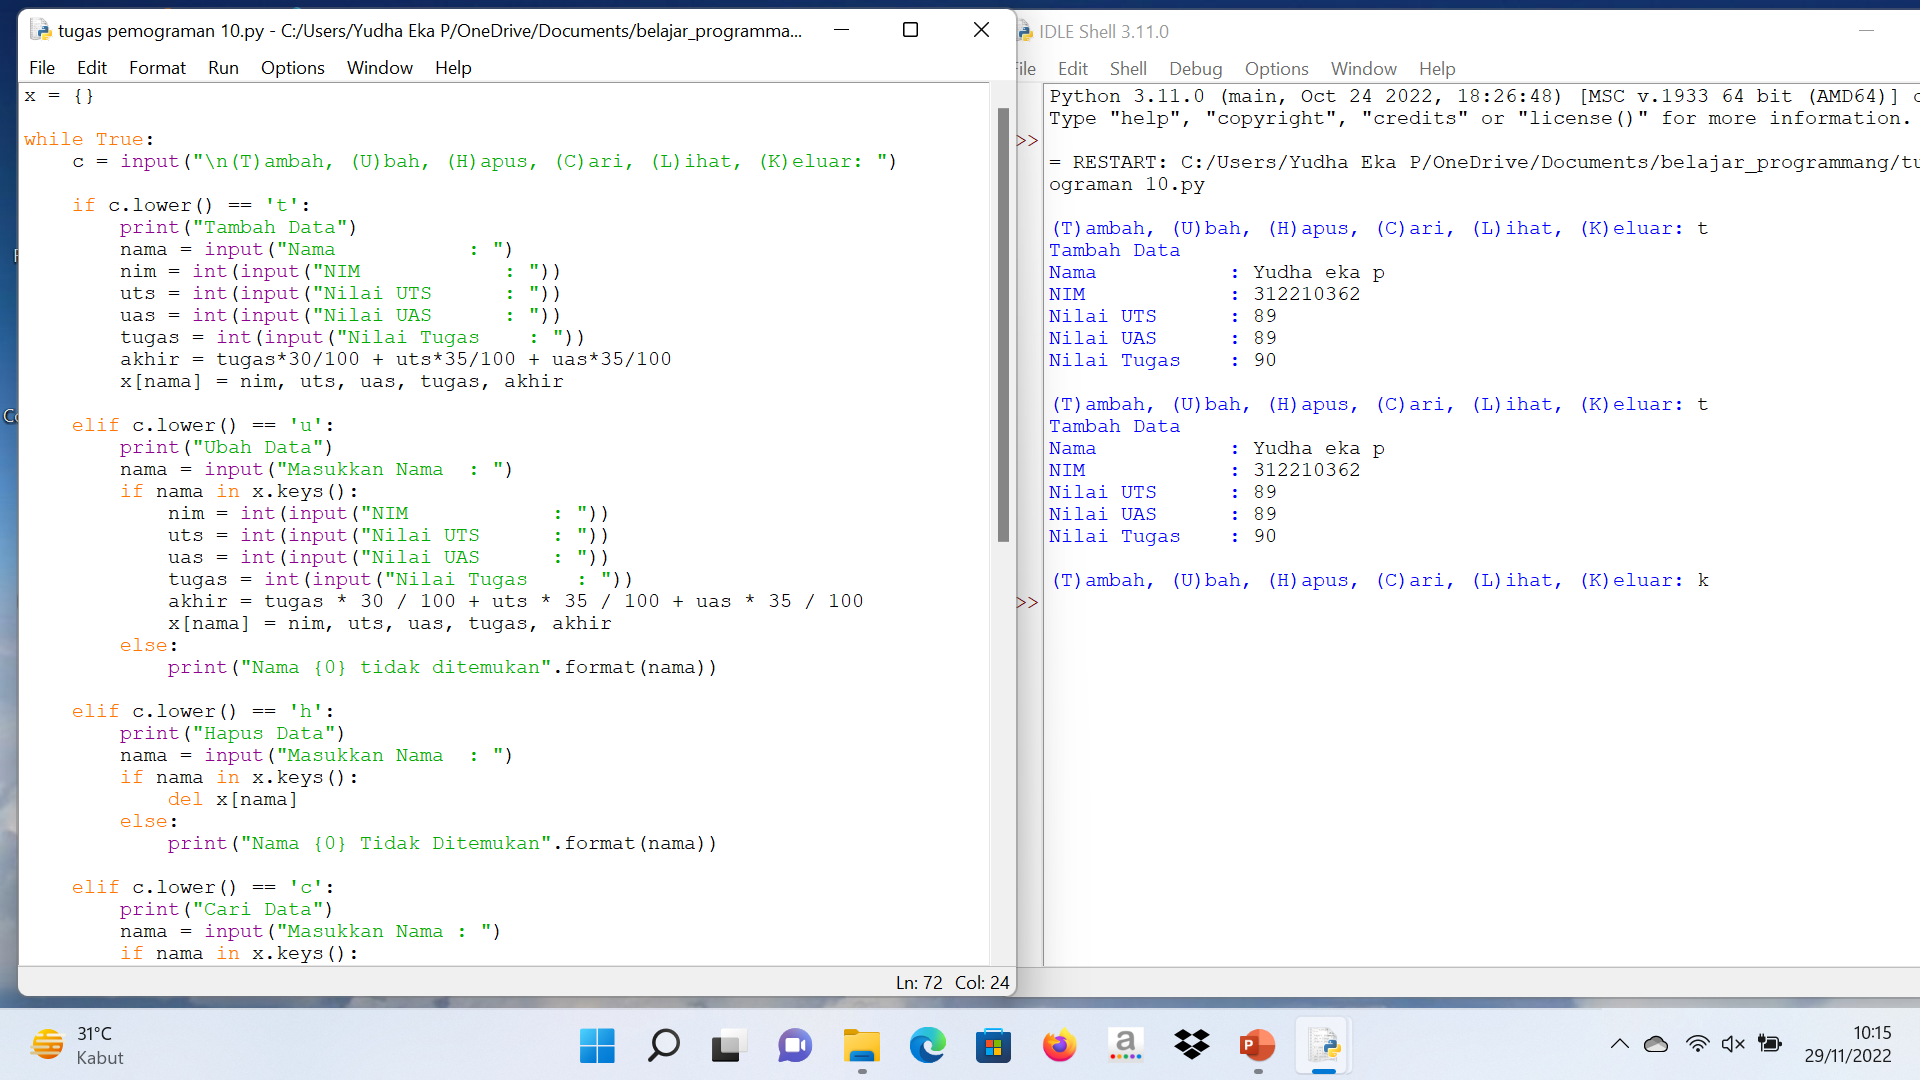 tugas pemograman 10.py - C:/Users/Yudha Eka P/OneDrive/Documents/belajar_programma...
File Edit Format Run Options Window Help
x = {}
while True:
    c = input("\n(T)ambah, (U)bah, (H)apus, (C)ari, (L)ihat, (K)eluar: ")
    if c.lower() == 't':
        print("Tambah Data")
        nama = input("Nama           : ")
        nim = int(input("NIM            : "))
        uts = int(input("Nilai UTS      : "))
        uas = int(input("Nilai UAS      : "))
        tugas = int(input("Nilai Tugas    : "))
        akhir = tugas*30/100 + uts*35/100 + uas*35/100
        x[nama] = nim, uts, uas, tugas, akhir
    elif c.lower() == 'u':
        print("Ubah Data")
        nama = input("Masukkan Nama  : ")
        if nama in x.keys():
            nim = int(input("NIM            : "))
            uts = int(input("Nilai UTS      : "))
            uas = int(input("Nilai UAS      : "))
            tugas = int(input("Nilai Tugas    : "))
            akhir = tugas * 30 / 100 + uts * 35 / 100 + uas * 35 / 100
            x[nama] = nim, uts, uas, tugas, akhir
        else:
            print("Nama {0} tidak ditemukan".format(nama))
    elif c.lower() == 'h':
        print("Hapus Data")
        nama = input("Masukkan Nama  : ")
        if nama in x.keys():
            del x[nama]
        else:
            print("Nama {0} Tidak Ditemukan".format(nama))
    elif c.lower() == 'c':
        print("Cari Data")
        nama = input("Masukkan Nama : ")
        if nama in x.keys():
Ln: 72 Col: 24
IDLE Shell 3.11.0
Edit Shell Debug Options Window Help
Python 3.11.0 (main, Oct 24 2022, 18:26:48) [MSC v.1933 64 bit (AMD64)]
Type "help", "copyright", "credits" or "license()" for more information.
>>
= RESTART: C:/Users/Yudha Eka P/OneDrive/Documents/belajar_programmang/tu
ograman 10.py
(T)ambah, (U)bah, (H)apus, (C)ari, (L)ihat, (K)eluar: t
Tambah Data
Nama           : Yudha eka p
NIM            : 312210362
Nilai UTS      : 89
Nilai UAS      : 89
Nilai Tugas    : 90
(T)ambah, (U)bah, (H)apus, (C)ari, (L)ihat, (K)eluar: t
Tambah Data
Nama           : Yudha eka p
NIM            : 312210362
Nilai UTS      : 89
Nilai UAS      : 89
Nilai Tugas    : 90
(T)ambah, (U)bah, (H)apus, (C)ari, (L)ihat, (K)eluar: k
>>
31°C
Kabut
10:15
29/11/2022